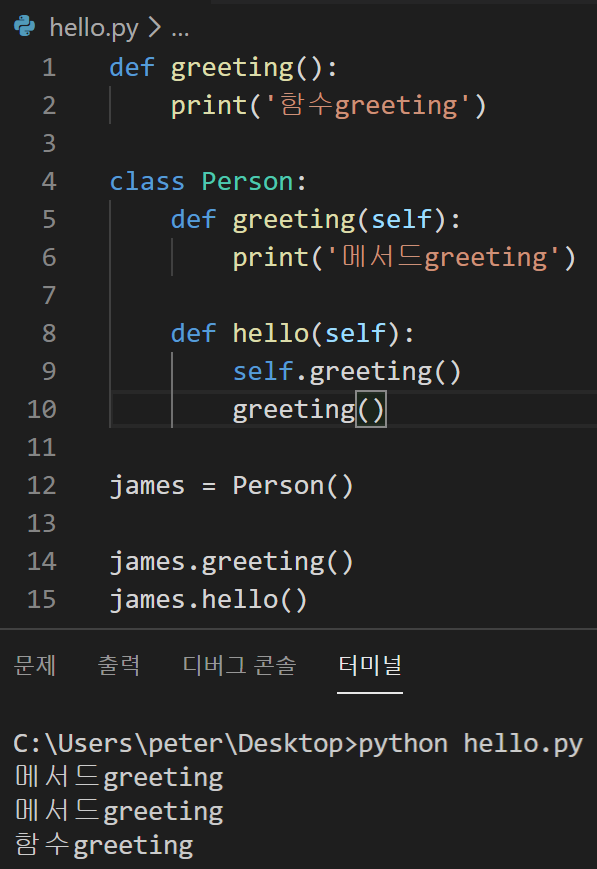 hello.py > ...
1 def greeting():
2     print('함수greeting')
3
4 class Person:
5     def greeting(self):
6         print('메서드greeting')
7
8     def hello(self):
9         self.greeting()
10         greeting()
11
12 james = Person()
13
14 james.greeting()
15 james.hello()
문제 출력 디버그 콘솔 터미널
C:\Users\peter\Desktop>python hello.py
메서드greeting
메서드greeting
함수greeting